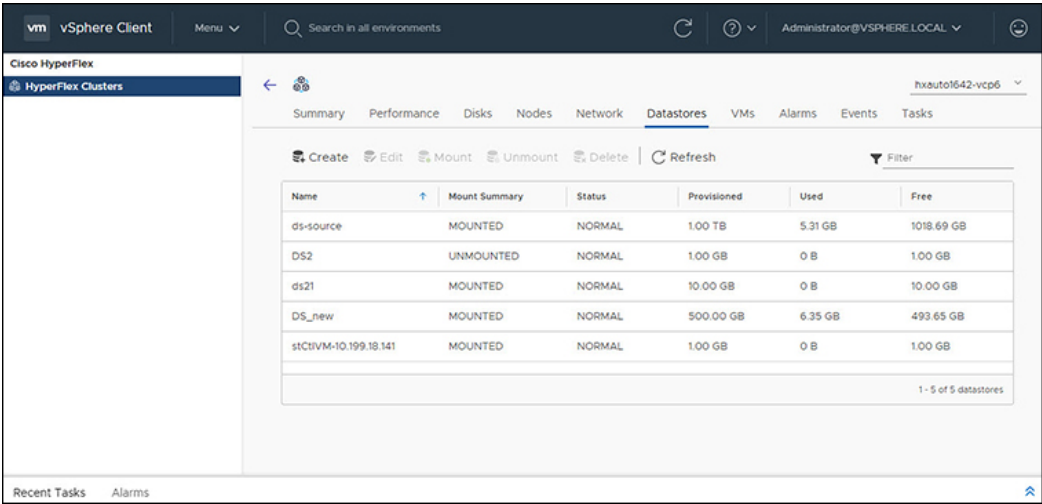 vm vSphere Client Menu Search in all environments Administrator@VSPHERE.LOCAL
Cisco HyperFlex
HyperFlex Clusters
hxauto1642-vcp6
Summary Performance Disks Nodes Network Datastores VMs Alarms Events Tasks
Create Edit Mount Unmount Delete Refresh Filter
Name Mount Summary Status Provisioned Used Free
ds-source MOUNTED NORMAL 1.00 TB 5.31 GB 1018.69 GB
DS2 UNMOUNTED NORMAL 1.00 GB 0 B 1.00 GB
ds21 MOUNTED NORMAL 10.00 GB 0 B 10.00 GB
DS_new MOUNTED NORMAL 500.00 GB 6.35 GB 493.65 GB
stCtlVM-10.199.18.141 MOUNTED NORMAL 1.00 GB 0 B 1.00 GB
1 - 5 of 5 datastores
Recent Tasks Alarms